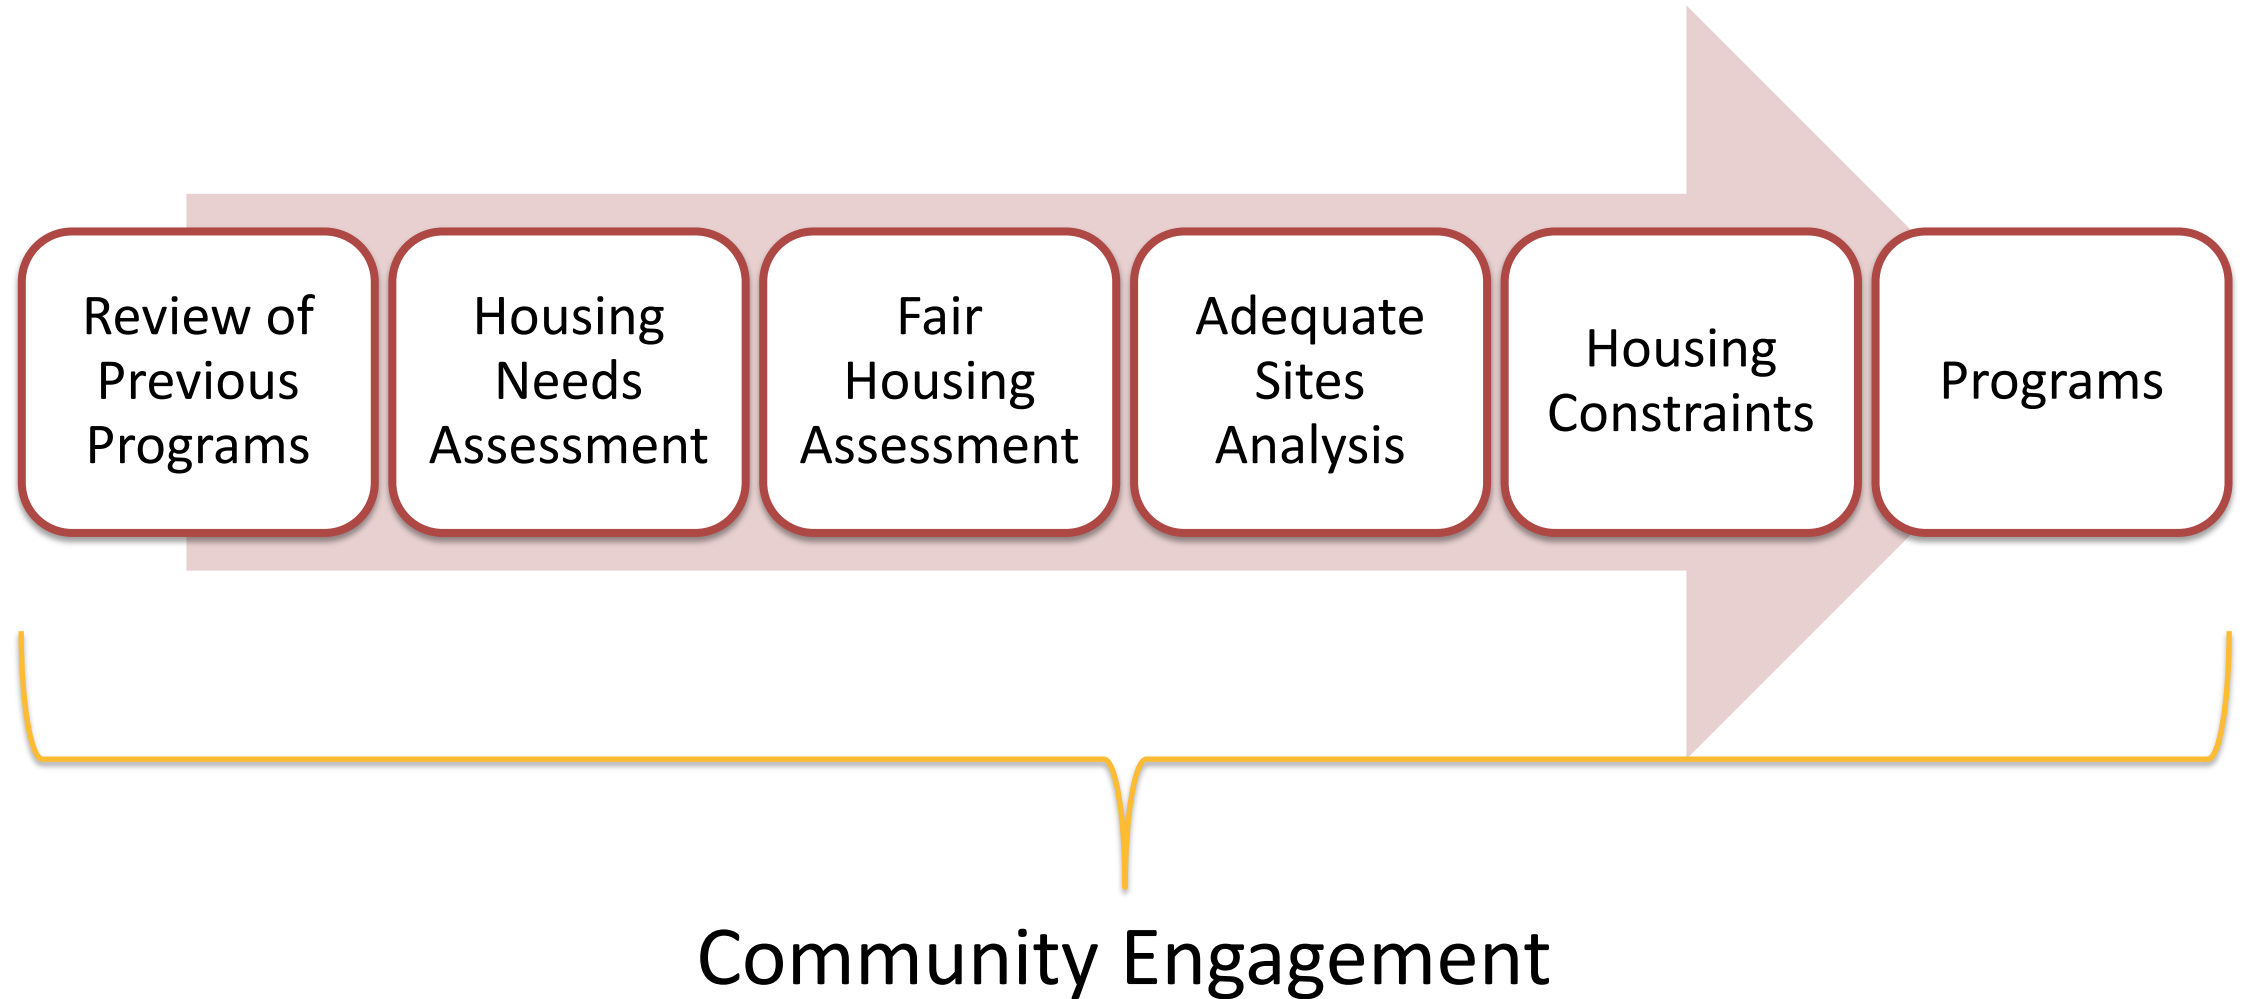 Review of
Previous
Programs
Housing
Needs
Assessment
Fair
Housing
Assessment
Adequate
Sites
Analysis
Housing
Constraints
Programs
Community Engagement